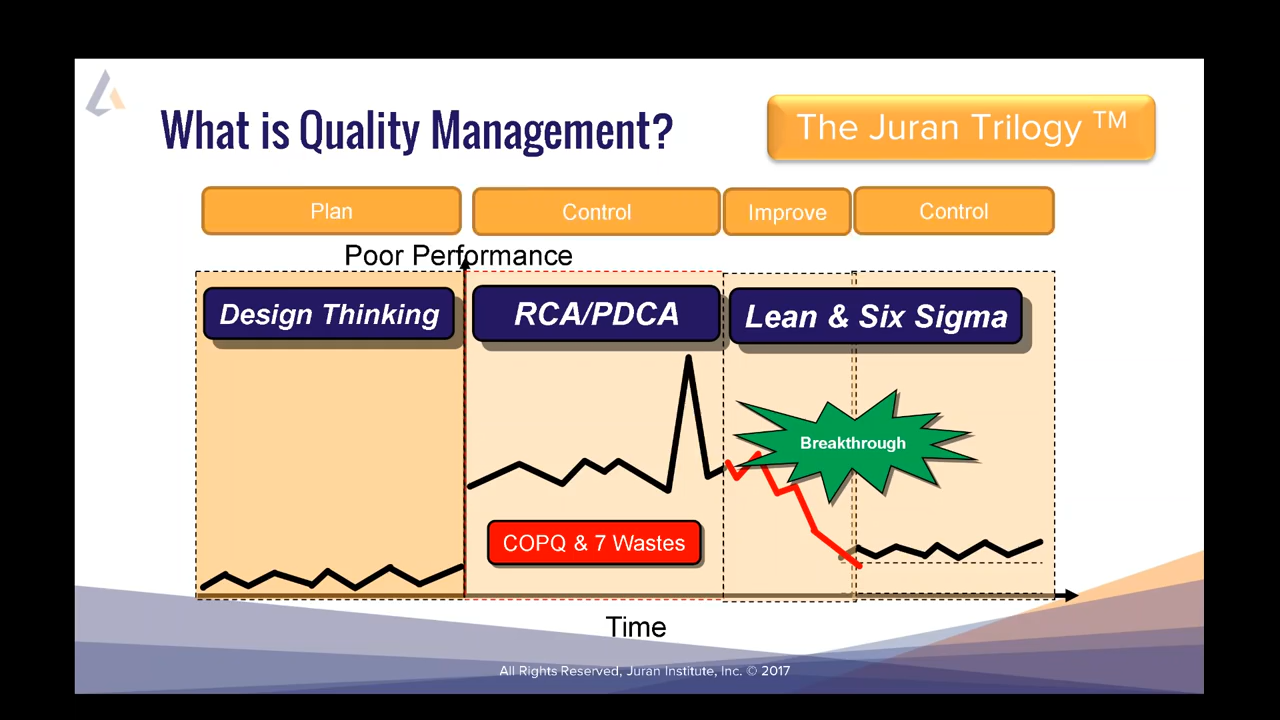 What is Quality Management?
The Juran Trilogy ™
Plan
Control
Improve
Control
Poor Performance
Design Thinking
RCA/PDCA
Lean & Six Sigma
Breakthrough
COPQ & 7 Wastes
Time
All Rights Reserved, Juran Institute, Inc. © 2017